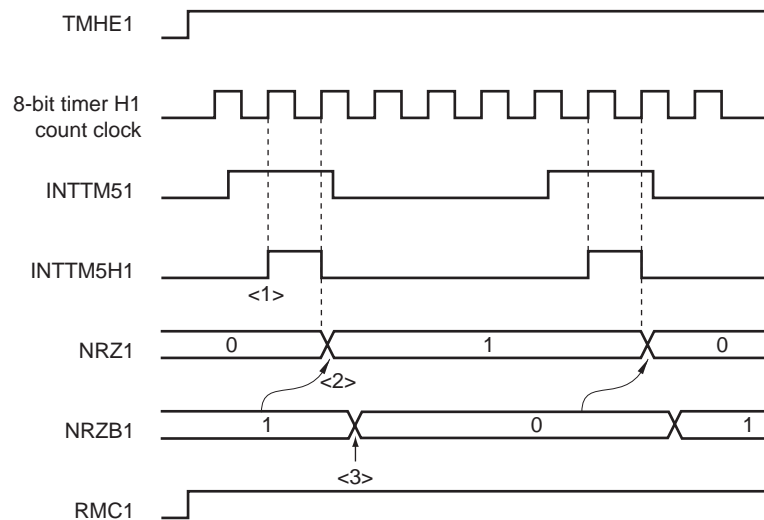 TMHE1
8-bit timer H1
count clock
INTTM51
INTTM5H1
<1>
NRZ1
0
1
0
<2>
NRZB1
1
0
1
<3>
RMC1